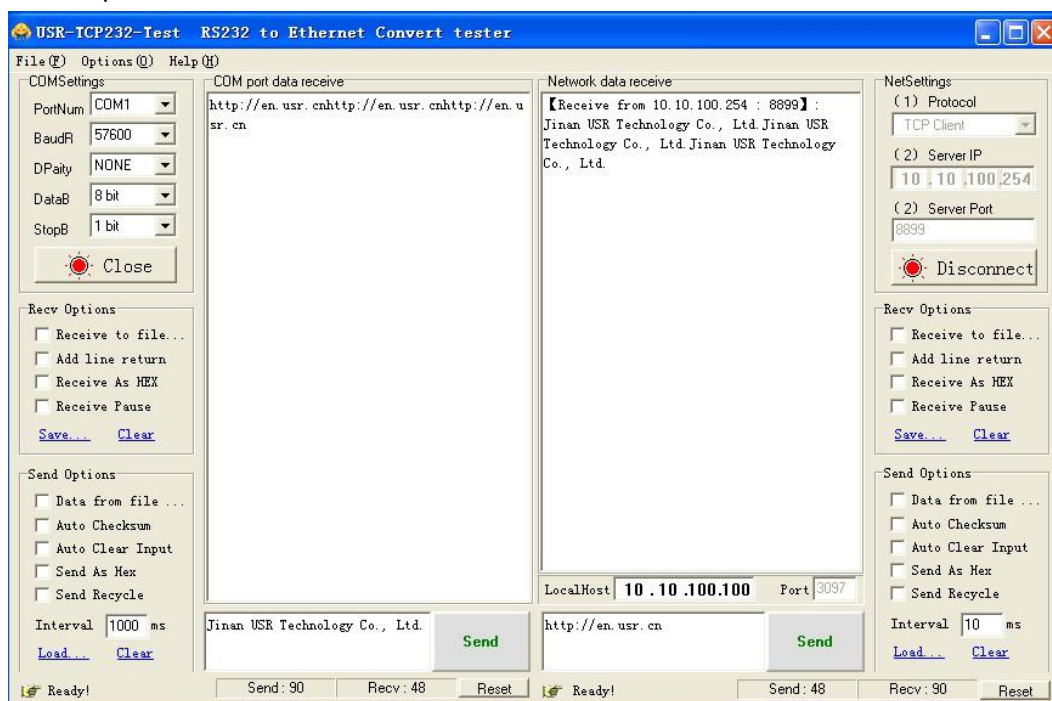 USR-TCP232-Test RS232 to Ethernet Convert tester
File(F) Options(O) Help(H)
COMSettings
PortNum COM1
BaudR 57600
DPaity NONE
DataB 8 bit
StopB 1 bit
Close
Recv Options
Receive to file...
Add line return
Receive As HEX
Receive Pause
Save... Clear
Send Options
Data from file ...
Auto Checksum
Auto Clear Input
Send As Hex
Send Recycle
Interval 1000 ms
Load... Clear
COM port data receive
http://en.usr.cnhttp://en.usr.cnhttp://en.u
sr.cn
Jinan USR Technology Co., Ltd.
Send
Network data receive
【Receive from 10.10.100.254 : 8899】:
Jinan USR Technology Co., Ltd.Jinan USR
Technology Co., Ltd.Jinan USR Technology
Co., Ltd.
LocalHost 10 .10 .100.100 Port 3097
http://en.usr.cn
Send
NetSettings
(1) Protocol
TCP Client
(2) Server IP
10 .10 .100.254
(2) Server Port
8899
Disconnect
Recv Options
Receive to file...
Add line return
Receive As HEX
Receive Pause
Save... Clear
Send Options
Data from file ...
Auto Checksum
Auto Clear Input
Send As Hex
Send Recycle
Interval 10 ms
Load... Clear
Ready! Send : 90 Recv : 48 Reset
Ready! Send : 48 Recv : 90 Reset